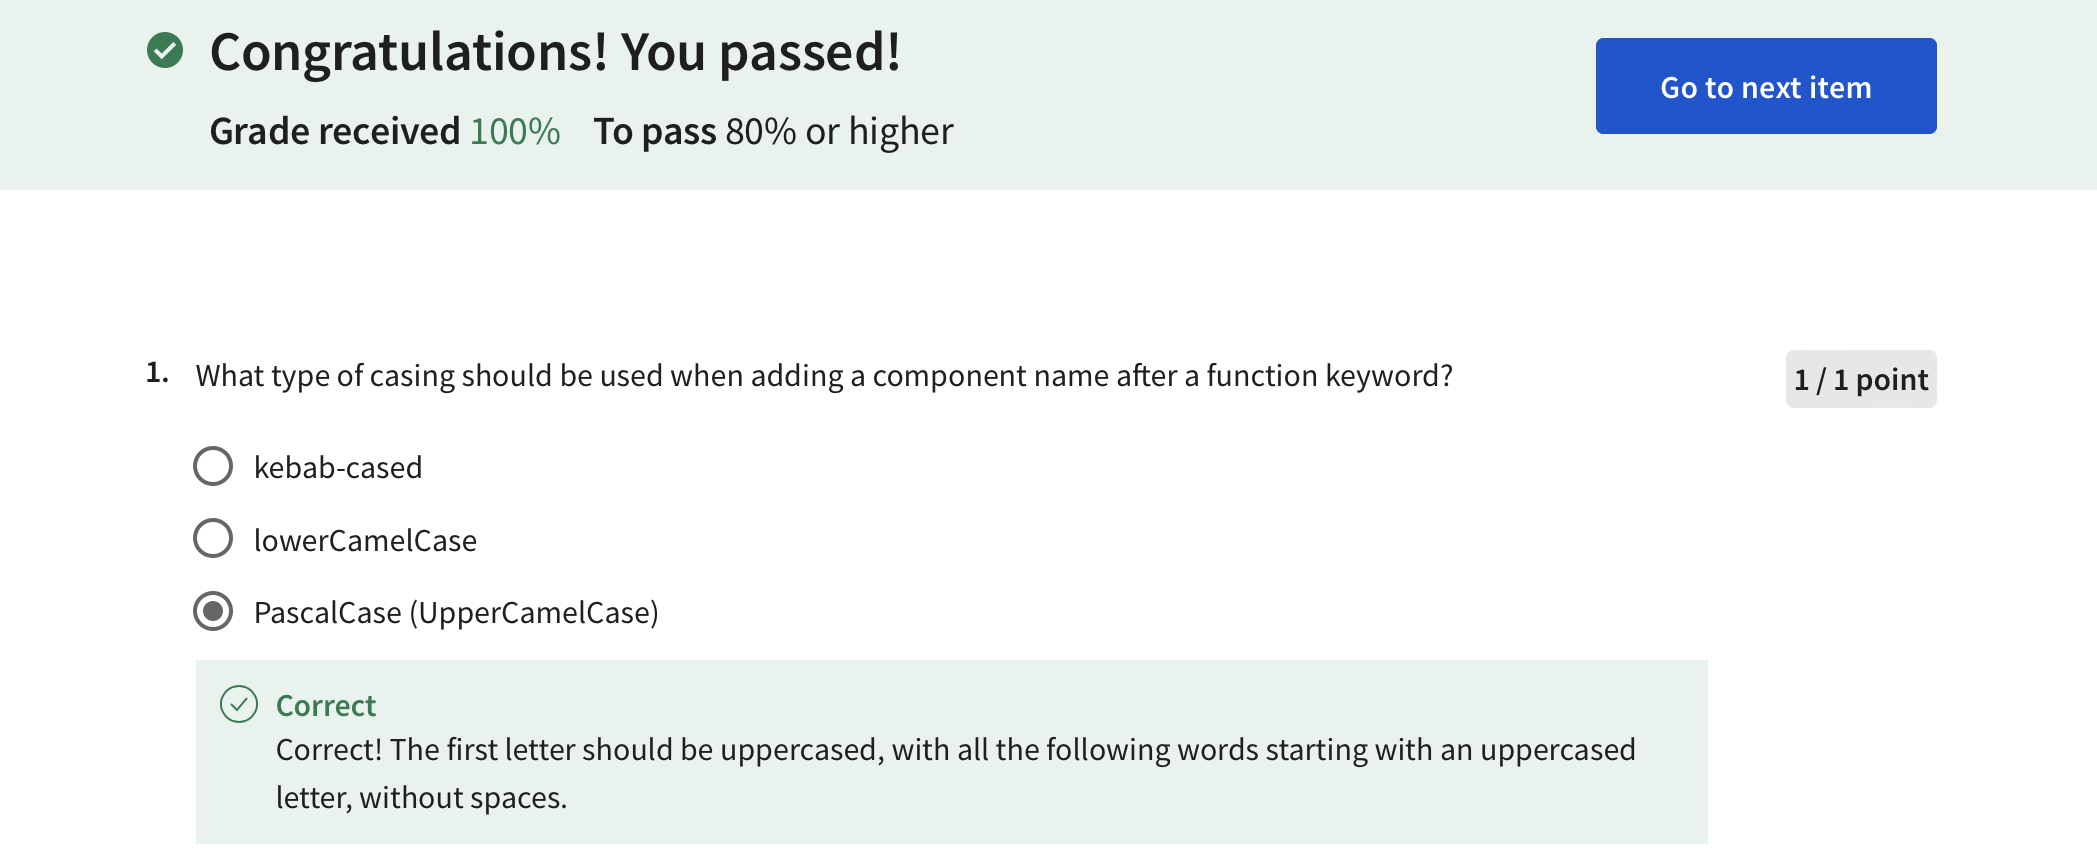 Congratulations! You passed!
Go to next item
Grade received 100% To pass 80% or higher
1. What type of casing should be used when adding a component name after a function keyword?
1 / 1 point
kebab-cased
lowerCamelCase
PascalCase (UpperCamelCase)
Correct
Correct! The first letter should be uppercased, with all the following words starting with an uppercased
letter, without spaces.